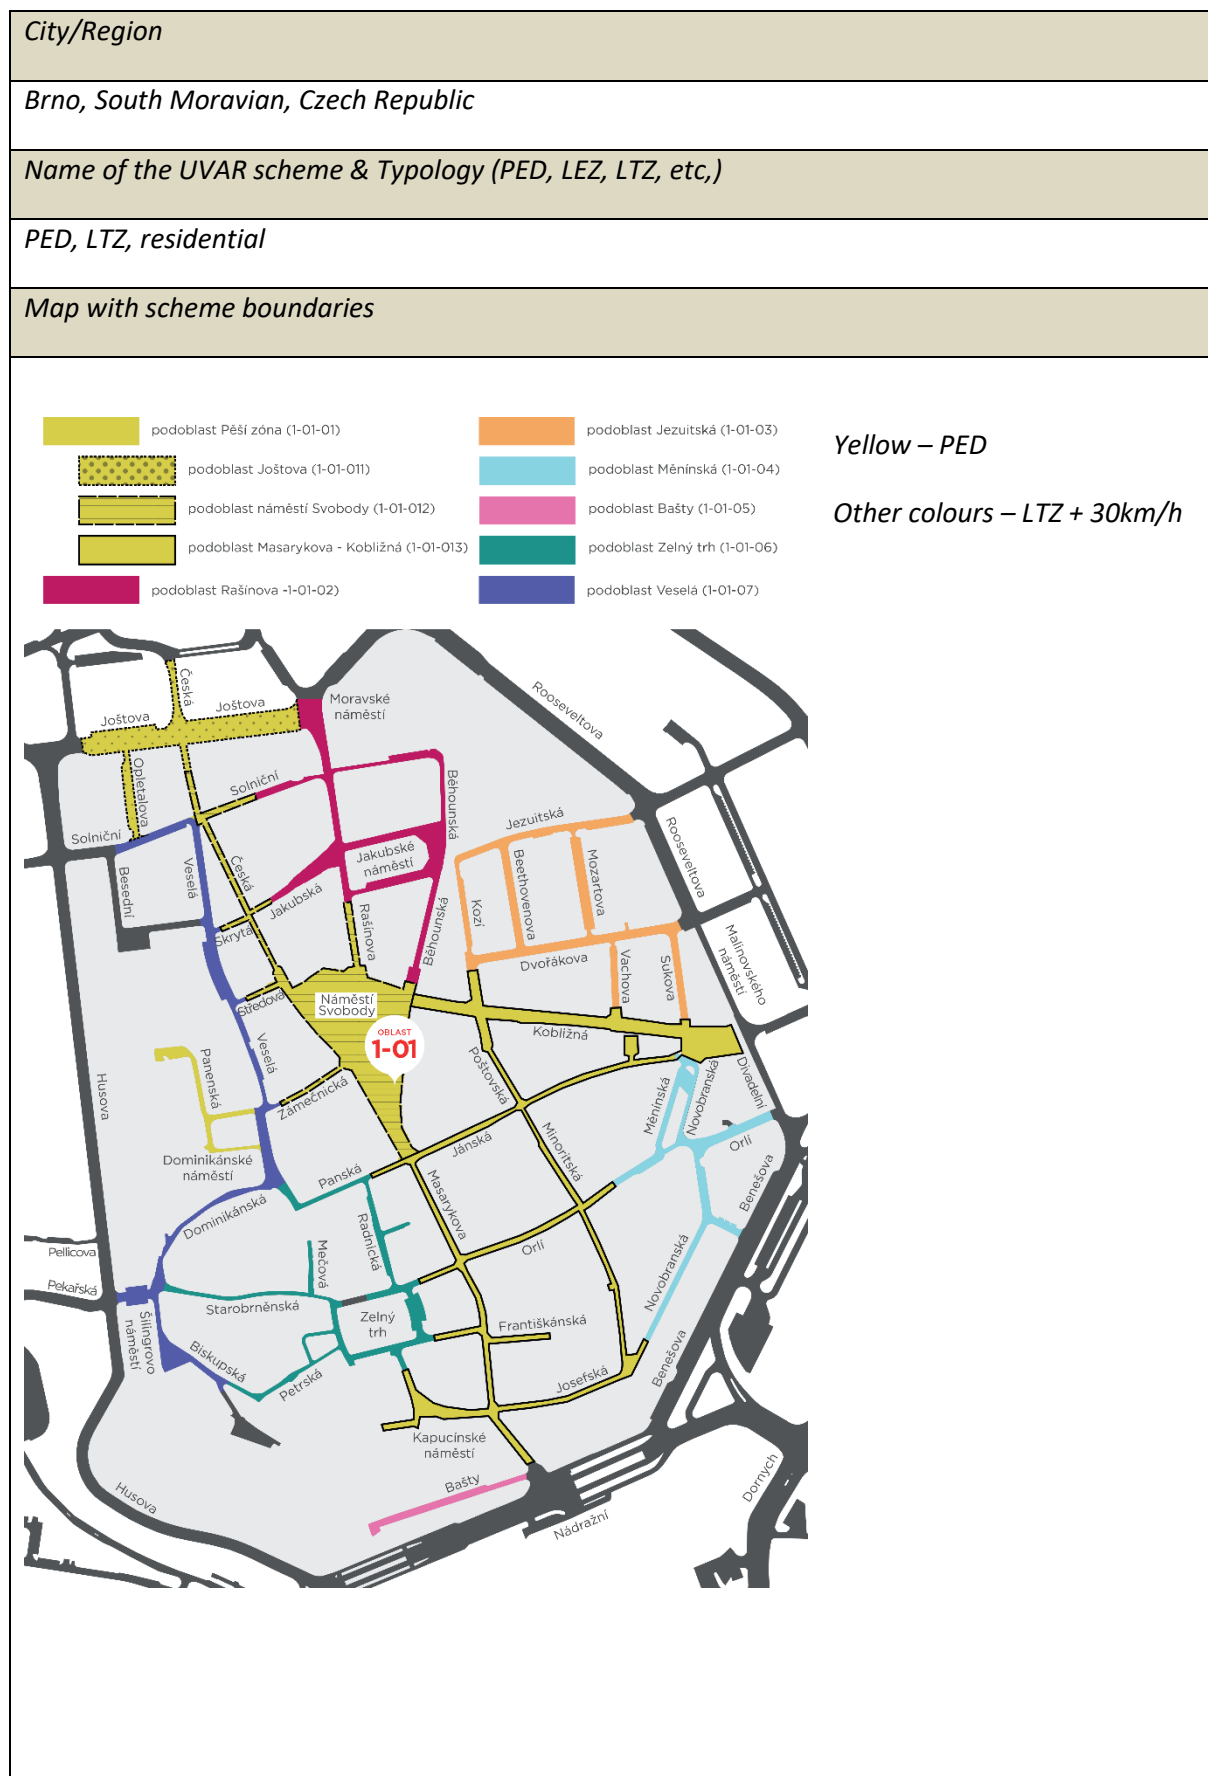 City/Region
Brno, South Moravian, Czech Republic
Name of the UVAR scheme & Typology (PED, LEZ, LTZ, etc,)
PED, LTZ, residential
Map with scheme boundaries
podoblast Pěší zóna (1-01-01)
podoblast Joštova (1-01-011)
podoblast náměstí Svobody (1-01-012)
podoblast Masarykova - Kobližná (1-01-013)
podoblast Rašínova -1-01-02)
podoblast Jezuitská (1-01-03)
podoblast Měnínská (1-01-04)
podoblast Bašty (1-01-05)
podoblast Zelný trh (1-01-06)
podoblast Veselá (1-01-07)
Yellow – PED
Other colours – LTZ + 30km/h
Česká
Joštova
Joštova
Moravské
náměstí
Rooseveltova
Opletalova
Solniční
Běhounská
Solniční
Jezuitská
Rooseveltova
Besední
Veselá
Česká
Jakubské
náměstí
Beethovenova
Mozartova
Jakubská
Skrytá
Rašínova
Běhounská
Kozí
Dvořákova
Vachova
Sukova
Malinovského
náměstí
Středová
Náměstí
Svobody
OBLAST
1-01
Kobližná
Veselá
Poštovská
Husova
Panenská
Zámečnická
Měnínská
Novobranská
Divadelní
Jánská
Minoritská
Orlí
Dominikánské
náměstí
Panská
Masarykova
Benešova
Dominikánská
Radnická
Orlí
Pellicova
Mečová
Pekařská
Starobrněnská
Novobranská
Šilingrovo
náměstí
Zelný
trh
Františkánská
Biskupská
Petrská
Josefská
Benešova
Kapucínské
náměstí
Bašty
Husova
Nádražní
Dornych